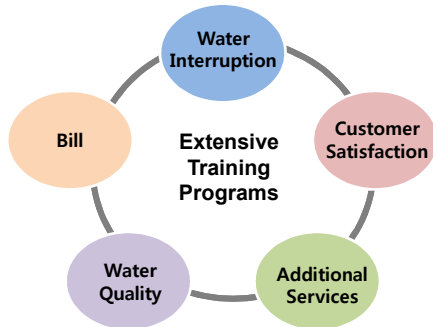 Water
Interruption
Customer
Satisfaction
Bill
Extensive
Training
Programs
Water
Quality
Additional
Services